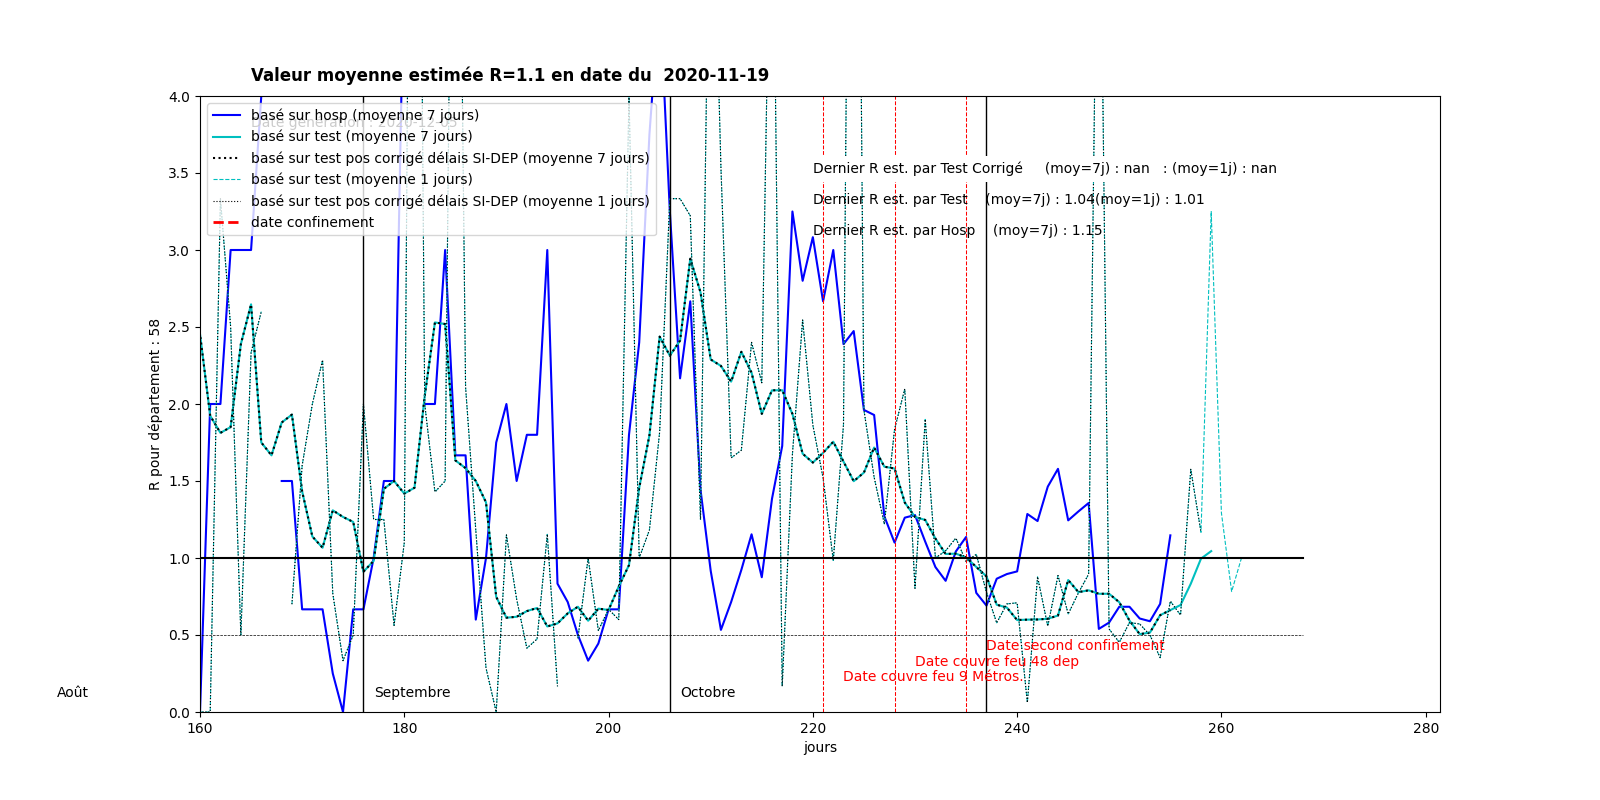 Valeur moyenne estimée R=1.1 en date du  2020-11-19
4.0
3.5
3.0
2.5
2.0
1.5
1.0
0.5
0.0
R pour département : 58
basé sur hosp (moyenne 7 jours)
basé sur test (moyenne 7 jours)
basé sur test pos corrigé délais SI-DEP (moyenne 7 jours)
basé sur test (moyenne 1 jours)
basé sur test pos corrigé délais SI-DEP (moyenne 1 jours)
date confinement
Dernier R est. par Test Corrigé     (moy=7j) : nan   : (moy=1j) : nan
Dernier R est. par Test    (moy=7j) : 1.04(moy=1j) : 1.01
Dernier R est. par Hosp    (moy=7j) : 1.15
Date second confinement
Date couvre feu 48 dep
Date couvre feu 9 Métros.
Août
Septembre
Octobre
160
180
200
220
240
260
280
jours